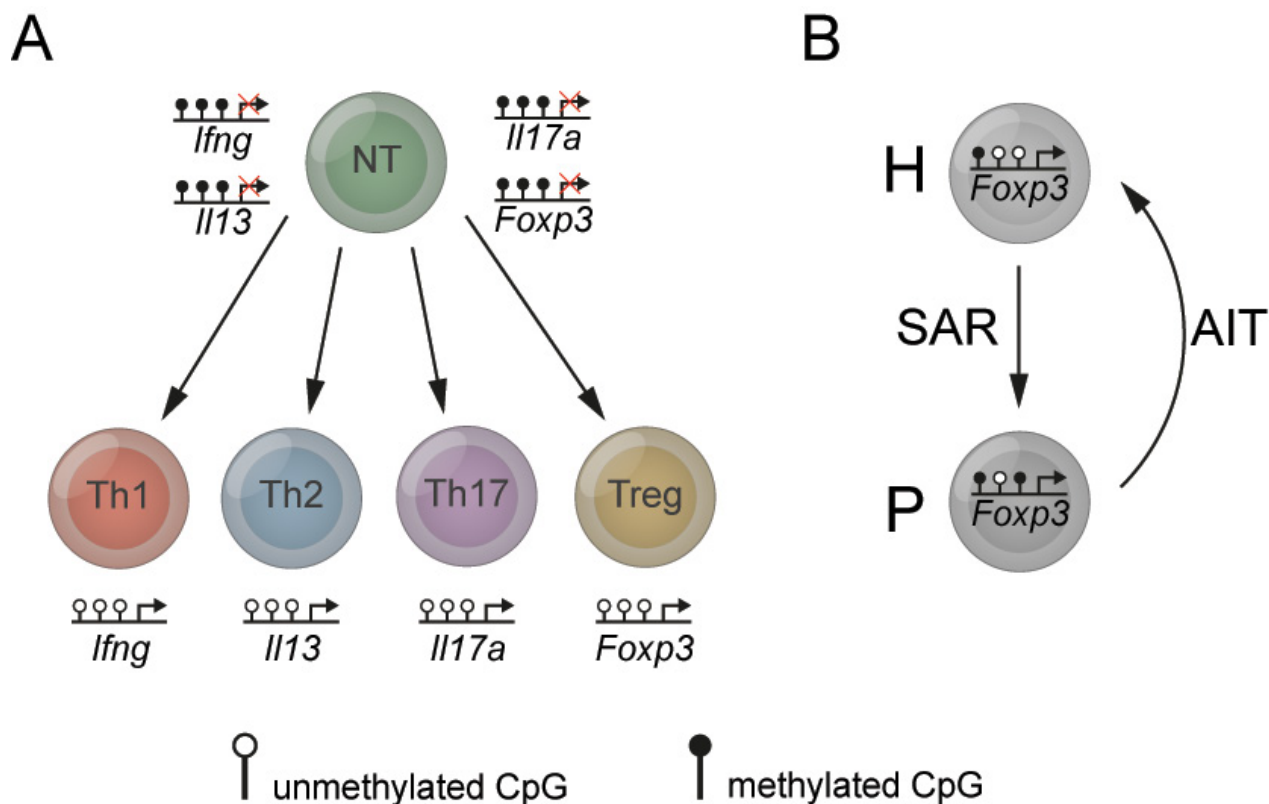 A
B
Ifng
Il17a
NT
Il13
Foxp3
H
Foxp3
SAR
AIT
Th1
Th2
Th17
Treg
P
Foxp3
Ifng
Il13
Il17a
Foxp3
unmethylated CpG
methylated CpG